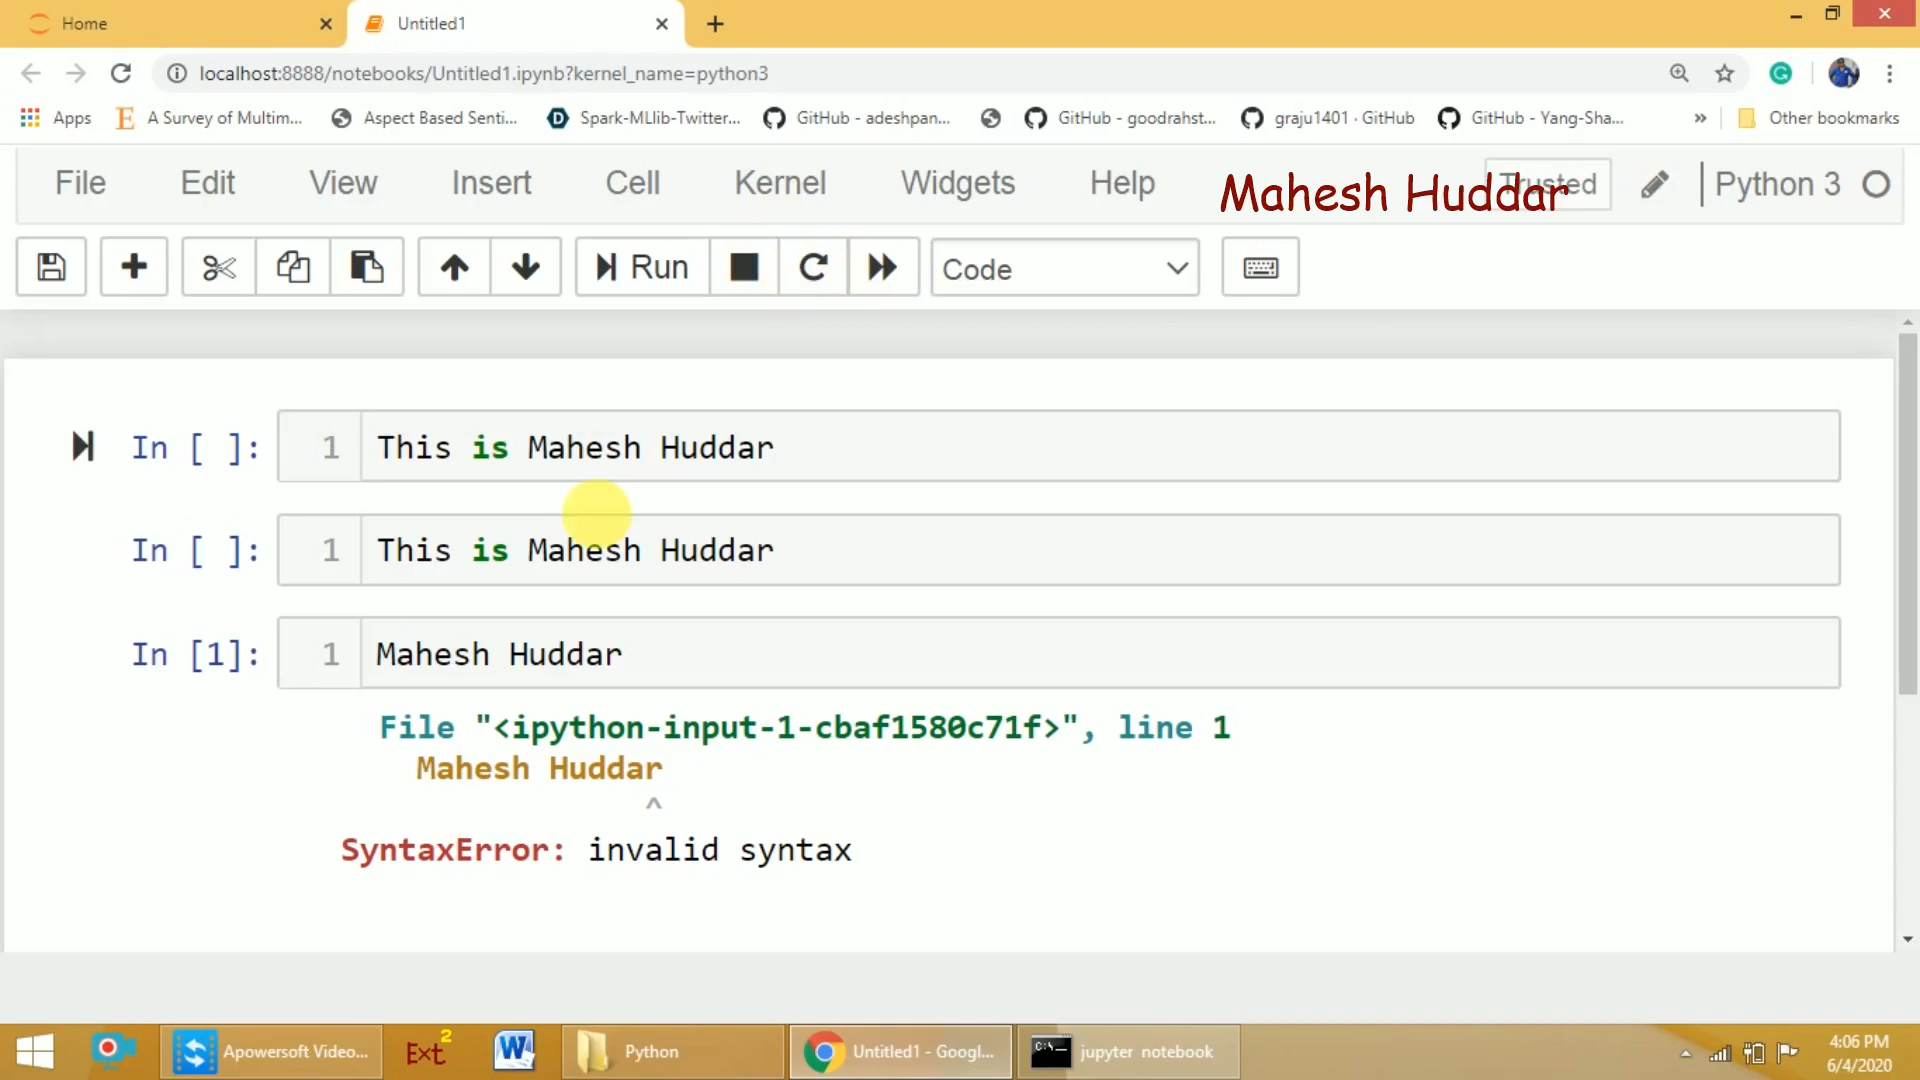 Home
Untitled1
localhost:8888/notebooks/Untitled1.ipynb?kernel_name=python3
Apps
A Survey of Multim...
Aspect Based Senti...
Spark-MLlib-Twitter...
GitHub - adeshpan...
GitHub - goodrahst...
graju1401 · GitHub
GitHub - Yang-Sha...
»
Other bookmarks
File Edit View Insert Cell Kernel Widgets Help
Mahesh Huddar
Trusted
Python 3
Run
Code
In [ ]: 1 This is Mahesh Huddar
In [ ]: 1 This is Mahesh Huddar
In [1]: 1 Mahesh Huddar
File "<ipython-input-1-cbaf1580c71f>", line 1
Mahesh Huddar
^
SyntaxError: invalid syntax
Apowersoft Video...
Ext 2
W
Python
Untitled1 - Googl...
C:\_
jupyter notebook
4:06 PM
6/4/2020